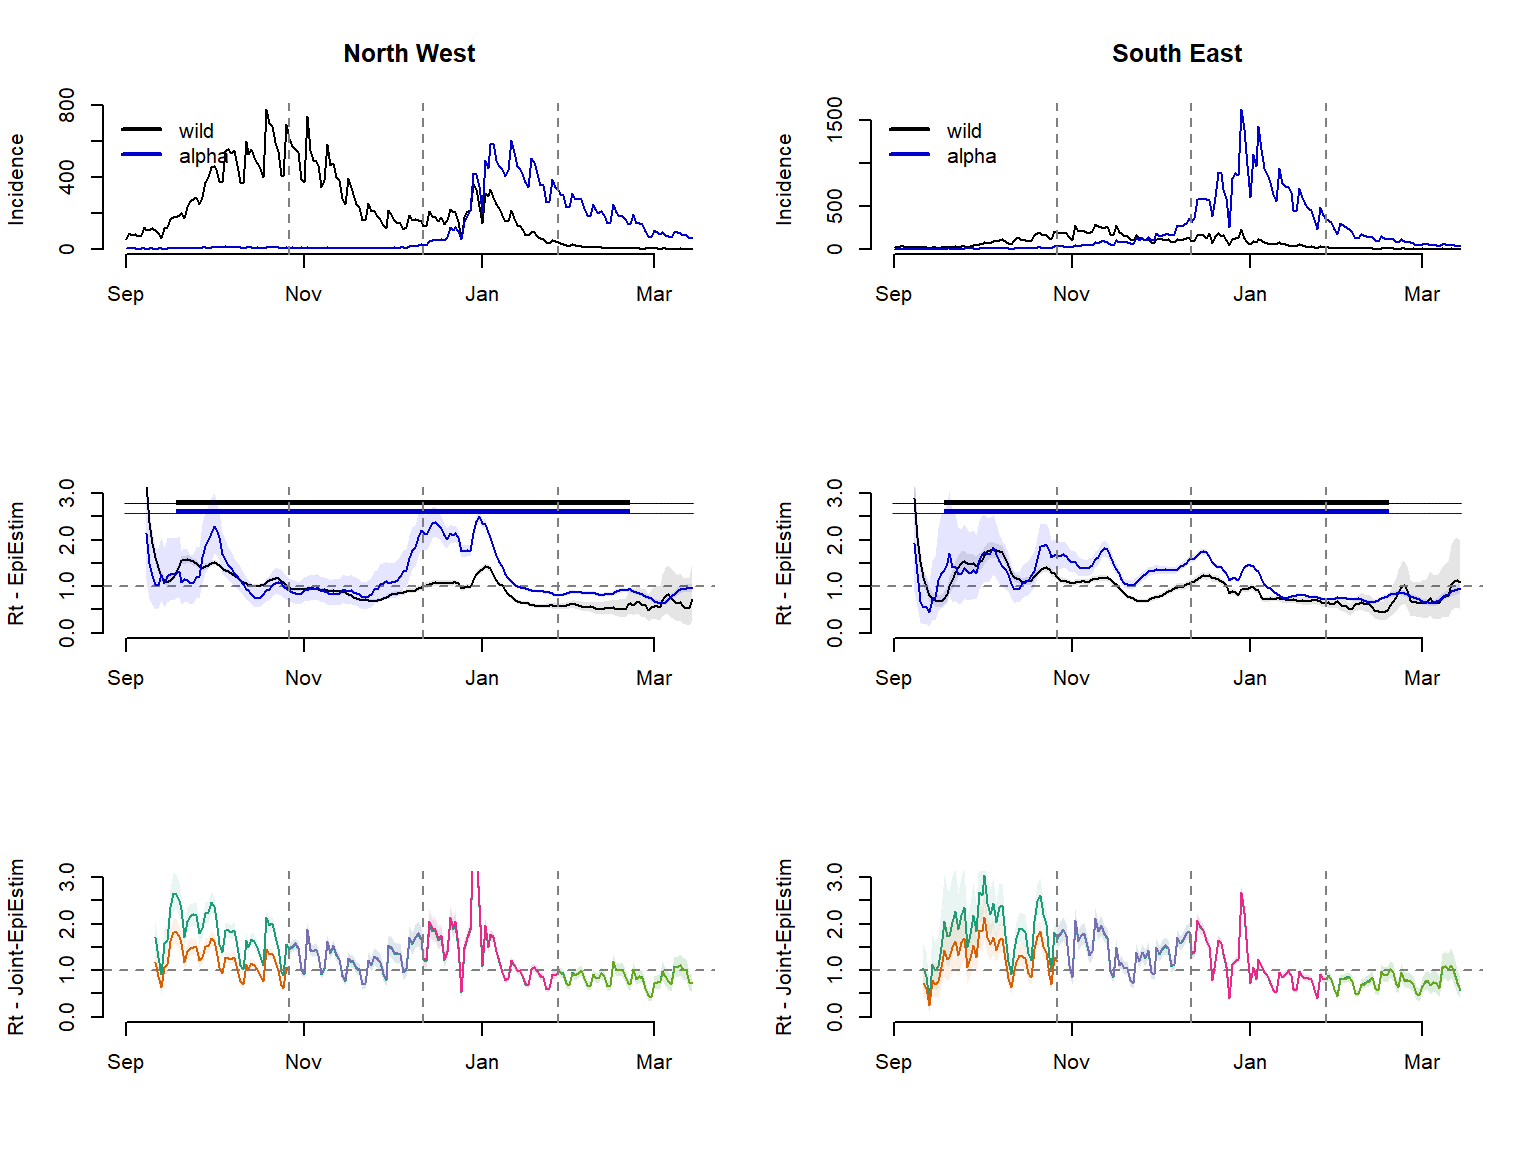 North West
Incidence
800
400
0
wild
alpha
Sep
Nov
Jan
Mar
South East
Incidence
1500
500
0
wild
alpha
Sep
Nov
Jan
Mar
Rt - EpiEstim
3.0
2.0
1.0
0.0
Sep
Nov
Jan
Mar
Rt - EpiEstim
3.0
2.0
1.0
0.0
Sep
Nov
Jan
Mar
Rt - Joint-EpiEstim
3.0
2.0
1.0
0.0
Sep
Nov
Jan
Mar
Rt - Joint-EpiEstim
3.0
2.0
1.0
0.0
Sep
Nov
Jan
Mar